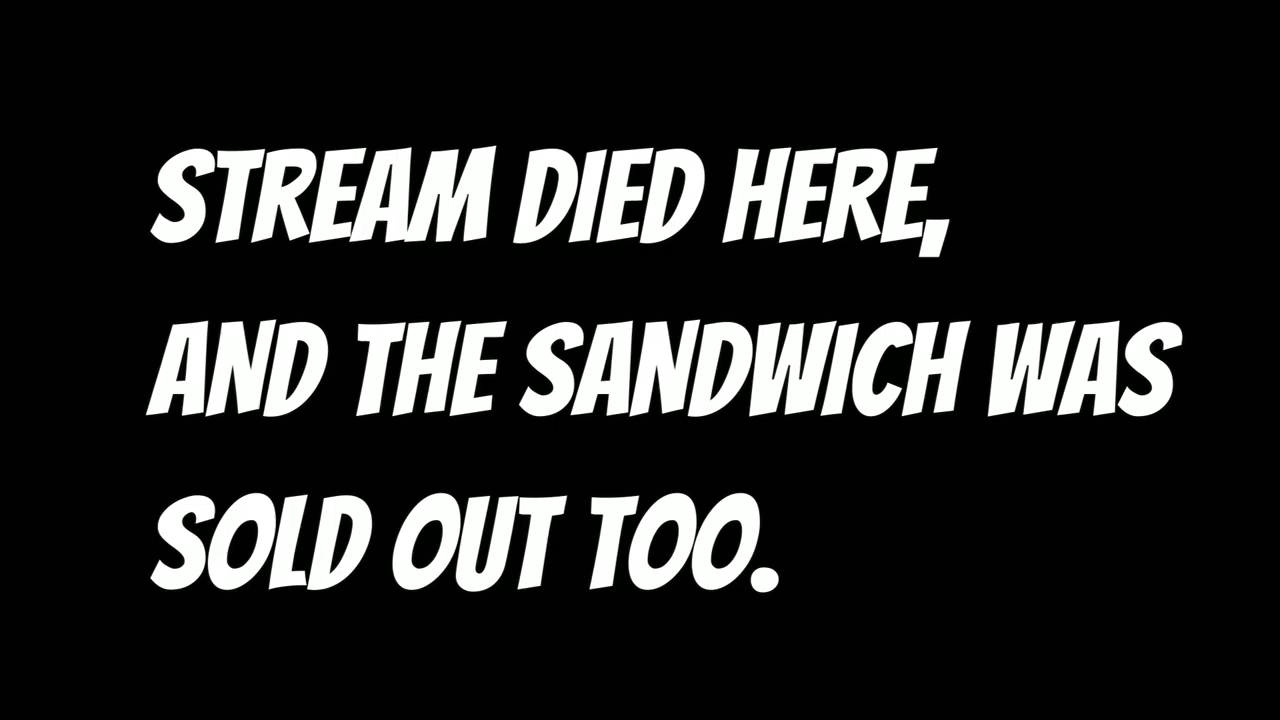 STREAM DIED HERE,
AND THE SANDWICH WAS
SOLD OUT TOO.